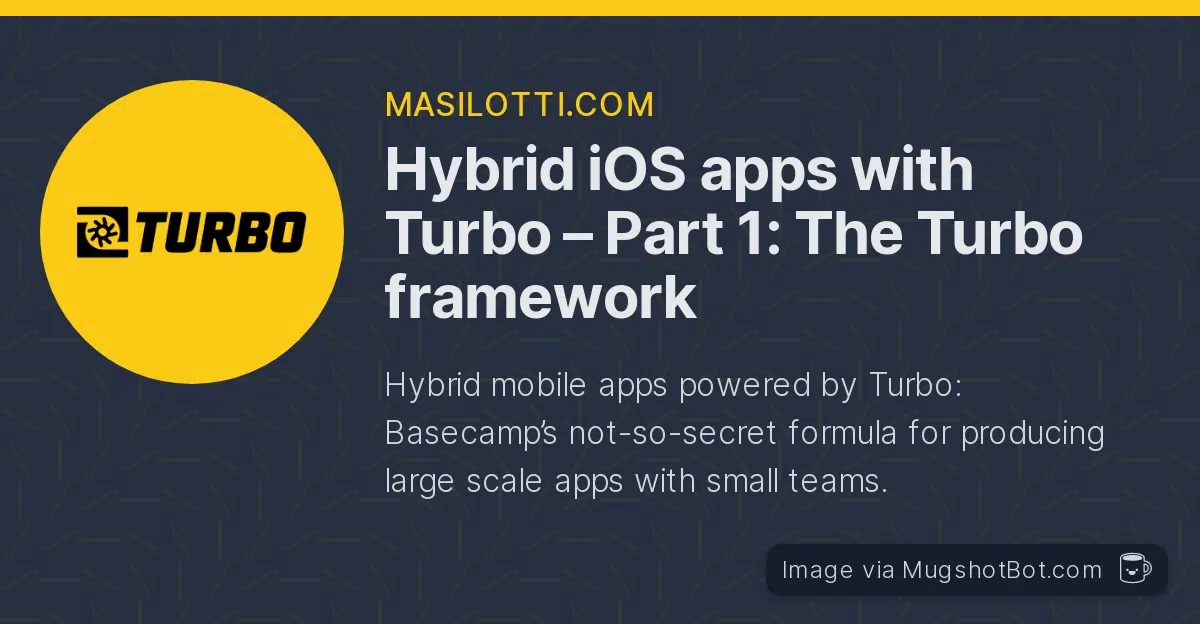 TURBO
MASILOTTI.COM
Hybrid iOS apps with
Turbo – Part 1: The Turbo
framework
Hybrid mobile apps powered by Turbo:
Basecamp’s not-so-secret formula for producing
large scale apps with small teams.
Image via MugshotBot.com